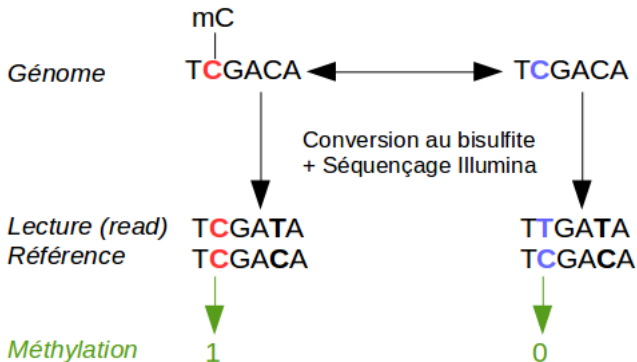 mC
Génome TCGACA TCGACA
Conversion au bisulfite
+ Séquençage Illumina
Lecture (read) TCGATA TTGATA
Référence TCGACA TCGACA
Méthylation 1 0